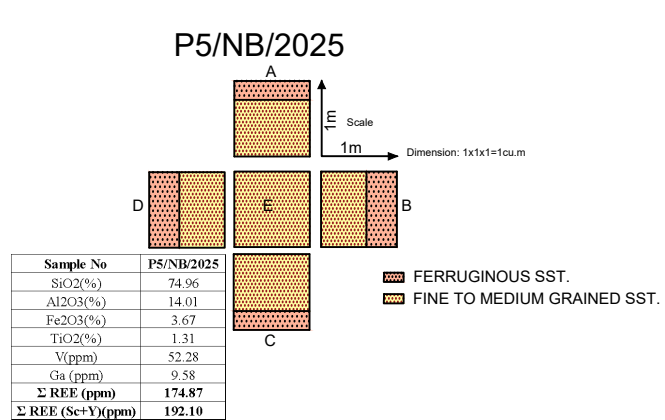 P5/NB/2025
A
1m
Scale
1m
Dimension: 1x1x1=1cu.m
D
E
B
Sample No P5/NB/2025
SiO2(%) 74.96
Al2O3(%) 14.01
Fe2O3(%) 3.67
TiO2(%) 1.31
V(ppm) 52.28
Ga (ppm) 9.58
Σ REE (ppm) 174.87
Σ REE (Sc+Y)(ppm) 192.10
C
FERRUGINOUS SST.
FINE TO MEDIUM GRAINED SST.